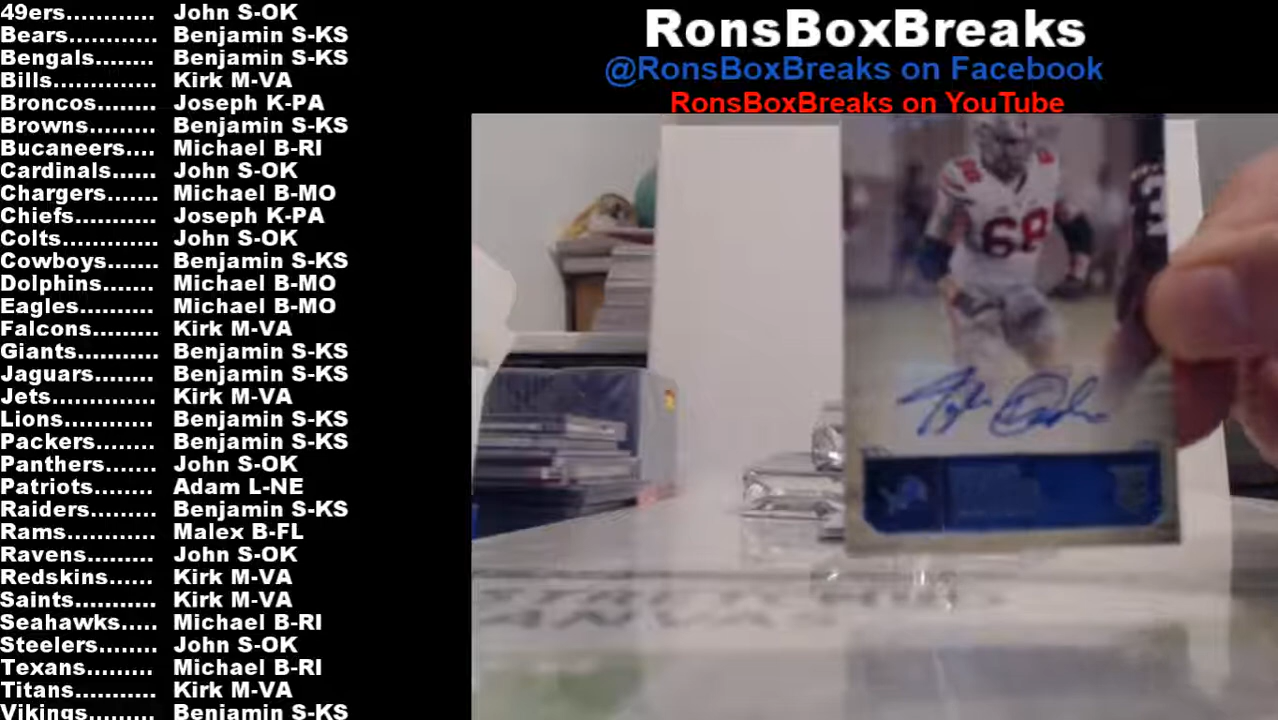 49ers............ John S-OK
Bears............ Benjamin S-KS
Bengals........ Benjamin S-KS
Bills............... Kirk M-VA
Broncos........ Joseph K-PA
Browns......... Benjamin S-KS
Bucaneers.... Michael B-RI
Cardinals...... John S-OK
Chargers....... Michael B-MO
Chiefs........... Joseph K-PA
Colts............. John S-OK
Cowboys....... Benjamin S-KS
Dolphins....... Michael B-MO
Eagles.......... Michael B-MO
Falcons......... Kirk M-VA
Giants........... Benjamin S-KS
Jaguars........ Benjamin S-KS
Jets.............. Kirk M-VA
Lions............ Benjamin S-KS
Packers........ Benjamin S-KS
Panthers....... John S-OK
Patriots........ Adam L-NE
Raiders......... Benjamin S-KS
Rams............ Malex B-FL
Ravens......... John S-OK
Redskins...... Kirk M-VA
Saints........... Kirk M-VA
Seahawks..... Michael B-RI
Steelers........ John S-OK
Texans......... Michael B-RI
Titans........... Kirk M-VA
Vikings......... Benjamin S-KS
RonsBoxBreaks
@RonsBoxBreaks on Facebook
RonsBoxBreaks on YouTube
68